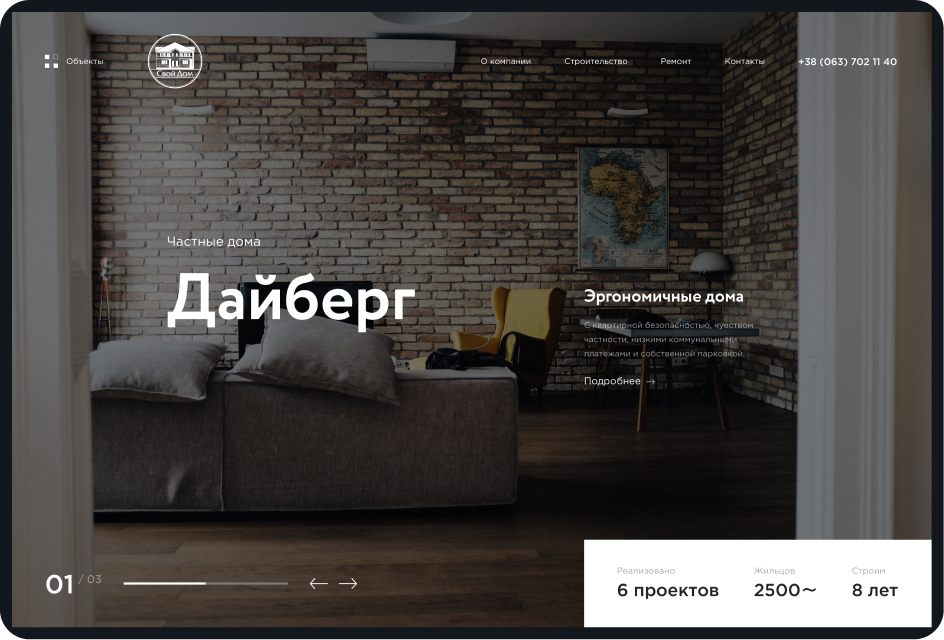 Объекты
Свой Дом
О компании
Строительство
Ремонт
Контакты
+38 (063) 702 11 40
Частные дома
Дайберг
Эргономичные дома
С квартирной безопасностью, чувством
частности, низкими коммунальными
платежами и собственной парковкой.
Подробнее →
01 / 03
← →
Реализовано
6 проектов
Жильцов
2500~
Строим
8 лет